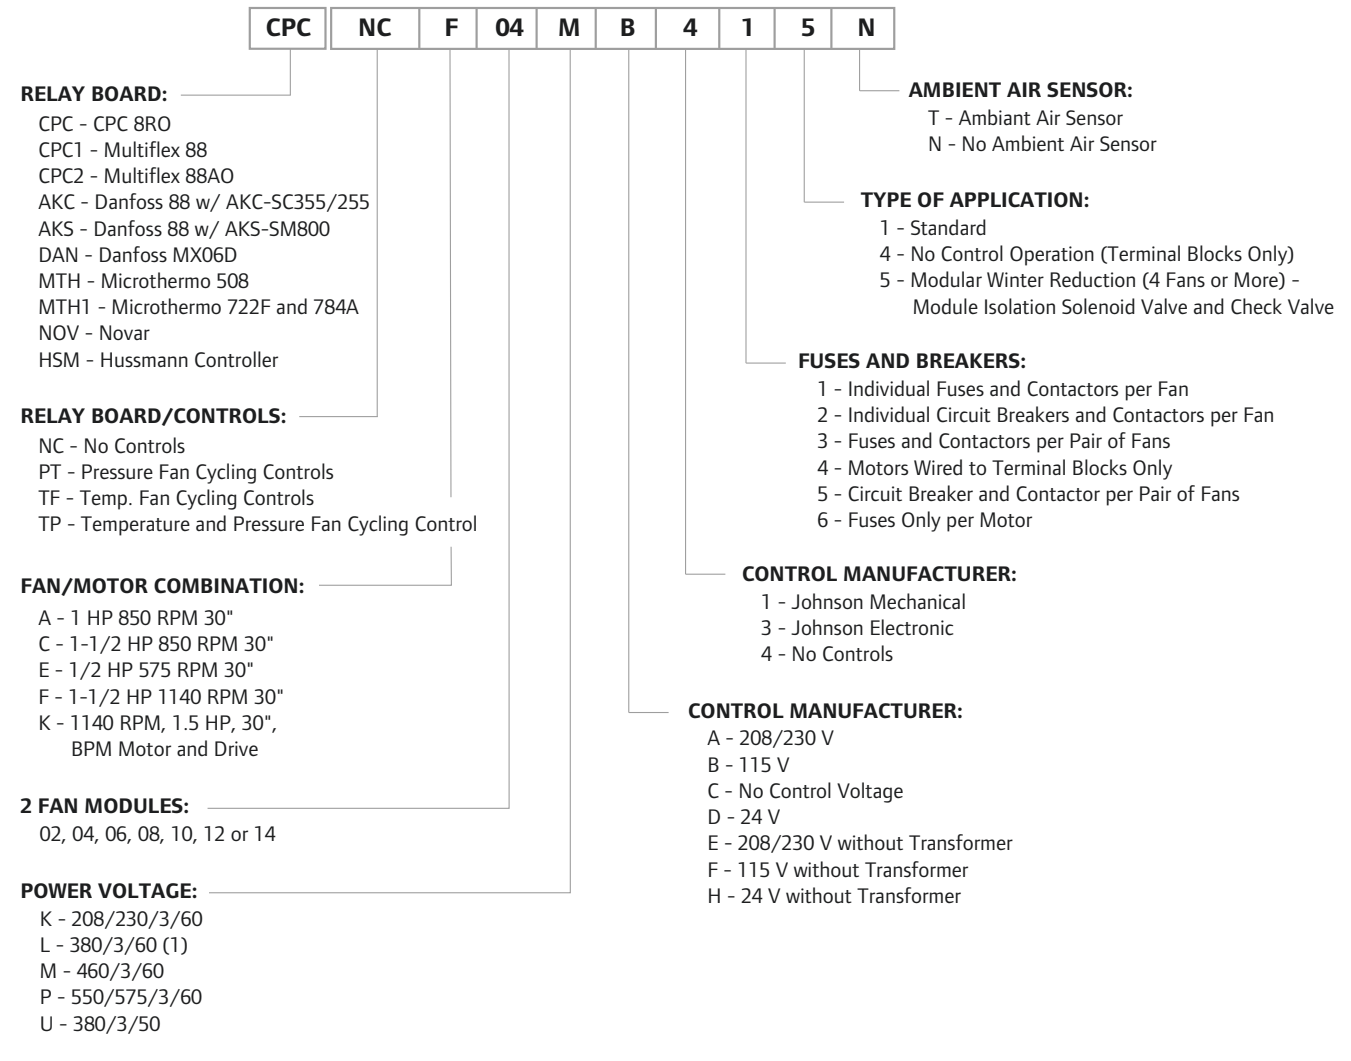 CPC NC F 04 M B 4 1 5 N
RELAY BOARD:
CPC - CPC 8RO
CPC1 - Multiflex 88
CPC2 - Multiflex 88AO
AKC - Danfoss 88 w/ AKC-SC355/255
AKS - Danfoss 88 w/ AKS-SM800
DAN - Danfoss MX06D
MTH - Microthermo 508
MTH1 - Microthermo 722F and 784A
NOV - Novar
HSM - Hussmann Controller
RELAY BOARD/CONTROLS:
NC - No Controls
PT - Pressure Fan Cycling Controls
TF - Temp. Fan Cycling Controls
TP - Temperature and Pressure Fan Cycling Control
FAN/MOTOR COMBINATION:
A - 1 HP 850 RPM 30"
C - 1-1/2 HP 850 RPM 30"
E - 1/2 HP 575 RPM 30"
F - 1-1/2 HP 1140 RPM 30"
K - 1140 RPM, 1.5 HP, 30",
BPM Motor and Drive
2 FAN MODULES:
02, 04, 06, 08, 10, 12 or 14
POWER VOLTAGE:
K - 208/230/3/60
L - 380/3/60 (1)
M - 460/3/60
P - 550/575/3/60
U - 380/3/50
AMBIENT AIR SENSOR:
T - Ambiant Air Sensor
N - No Ambient Air Sensor
TYPE OF APPLICATION:
1 - Standard
4 - No Control Operation (Terminal Blocks Only)
5 - Modular Winter Reduction (4 Fans or More) -
Module Isolation Solenoid Valve and Check Valve
FUSES AND BREAKERS:
1 - Individual Fuses and Contactors per Fan
2 - Individual Circuit Breakers and Contactors per Fan
3 - Fuses and Contactors per Pair of Fans
4 - Motors Wired to Terminal Blocks Only
5 - Circuit Breaker and Contactor per Pair of Fans
6 - Fuses Only per Motor
CONTROL MANUFACTURER:
1 - Johnson Mechanical
3 - Johnson Electronic
4 - No Controls
CONTROL MANUFACTURER:
A - 208/230 V
B - 115 V
C - No Control Voltage
D - 24 V
E - 208/230 V without Transformer
F - 115 V without Transformer
H - 24 V without Transformer